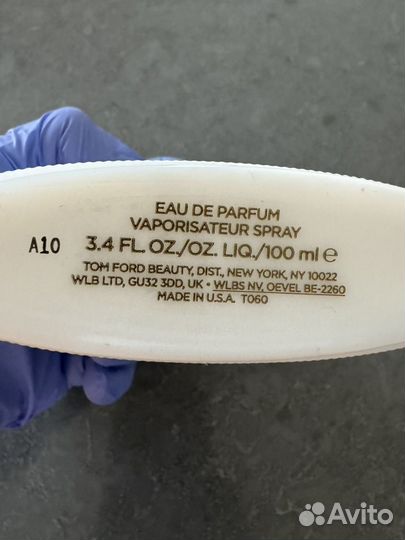 EAU DE PARFUM
VAPORISATEUR SPRAY
A10
3.4 FL. OZ./OZ. LIQ./100 ml ℮
TOM FORD BEAUTY, DIST., NEW YORK, NY 10022
WLB LTD, GU32 3DD, UK • WLBS NV, OEVEL BE-2260
MADE IN U.S.A. T060
Avito